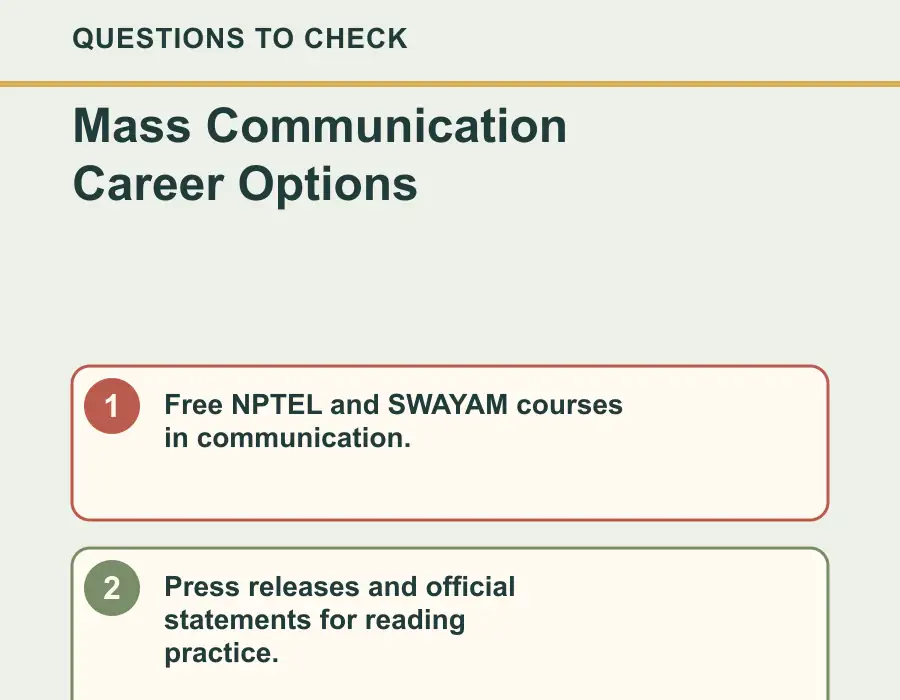 QUESTIONS TO CHECK
Mass Communication
Career Options
1
Free NPTEL and SWAYAM courses
in communication.
2
Press releases and official
statements for reading
practice.